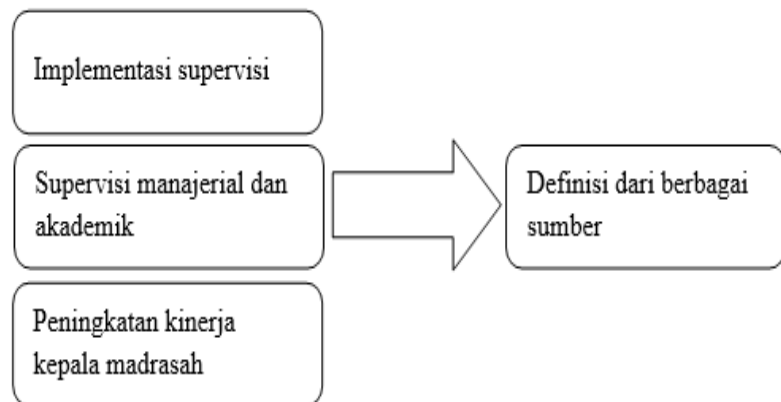 Implementasi supervisi
Supervisi manajerial dan
akademik
Peningkatan kinerja
kepala madrasah
Definisi dari berbagai
sumber